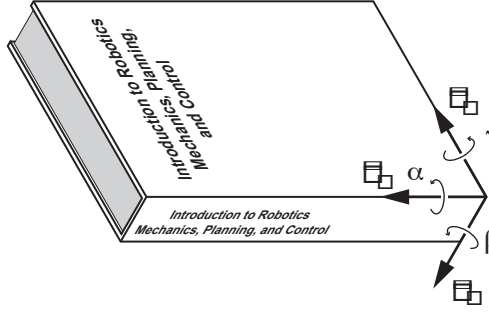 Introduction to Robotics
Mechanics, Planning,
and Control
Introduction to Robotics
Mechanics, Planning, and Control
α